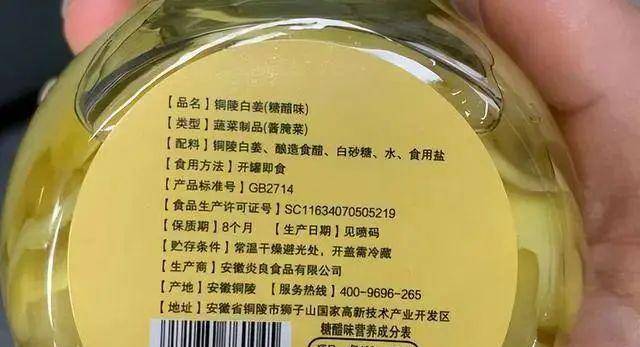 【品名】铜陵白姜(糖醋味)
【类型】蔬菜制品(酱腌菜)
【配料】铜陵白姜、酿造食醋、白砂糖、水、食用盐
【食用方法】开罐即食
【产品标准号】GB2714
【食品生产许可证号】SC11634070505219
【保质期】8个月 【生产日期】见喷码
【贮存条件】常温干燥避光处，开盖需冷藏
【生产商】安徽炎良食品有限公司
【产地】安徽铜陵 【服务热线】400-9696-265
【地址】安徽省铜陵市狮子山国家高新技术产业开发区
糖醋味营养成分表